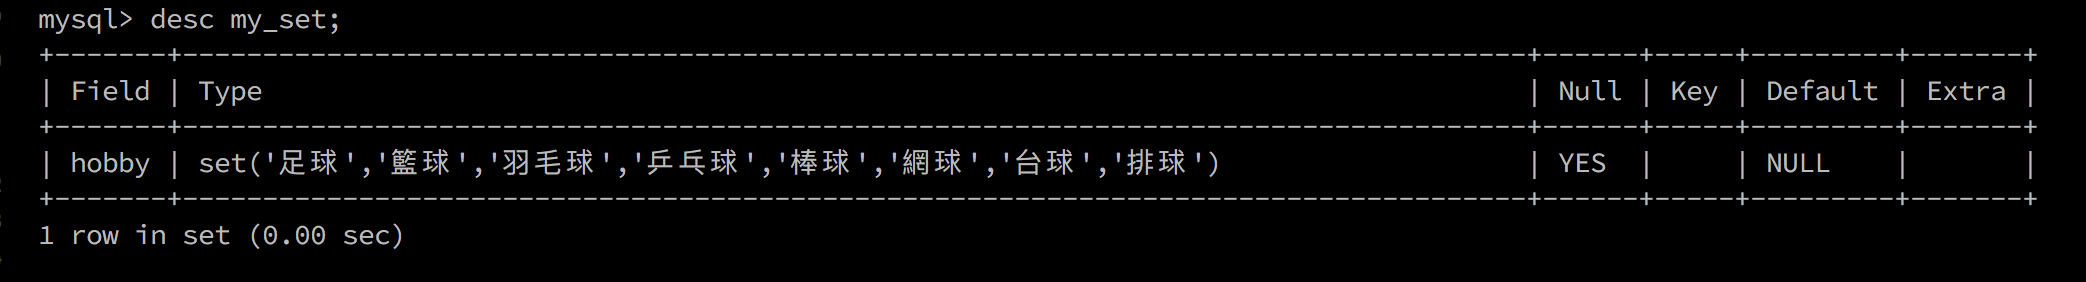 mysql> desc my_set;
+-------+------------------------------------------------------------------------------------+------+-----+---------+-------+
| Field | Type                                                                               | Null | Key | Default | Extra |
+-------+------------------------------------------------------------------------------------+------+-----+---------+-------+
| hobby | set('足球','籃球','羽毛球','乒乓球','棒球','網球','台球','排球')                   | YES  |     | NULL    |       |
+-------+------------------------------------------------------------------------------------+------+-----+---------+-------+
1 row in set (0.00 sec)